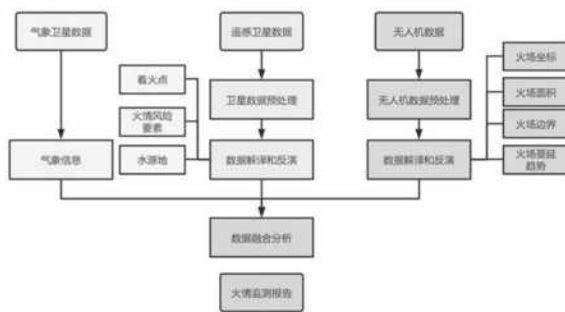 气象卫星数据
遥感卫星数据
无人机数据
着火点
火场坐标
卫星数据预处理
无人机数据预处理
火场面积
火情风险
要素
火场边界
气象信息
水源地
数据解译和反演
数据解译和反演
火场蔓延
趋势
数据融合分析
火情监测报告